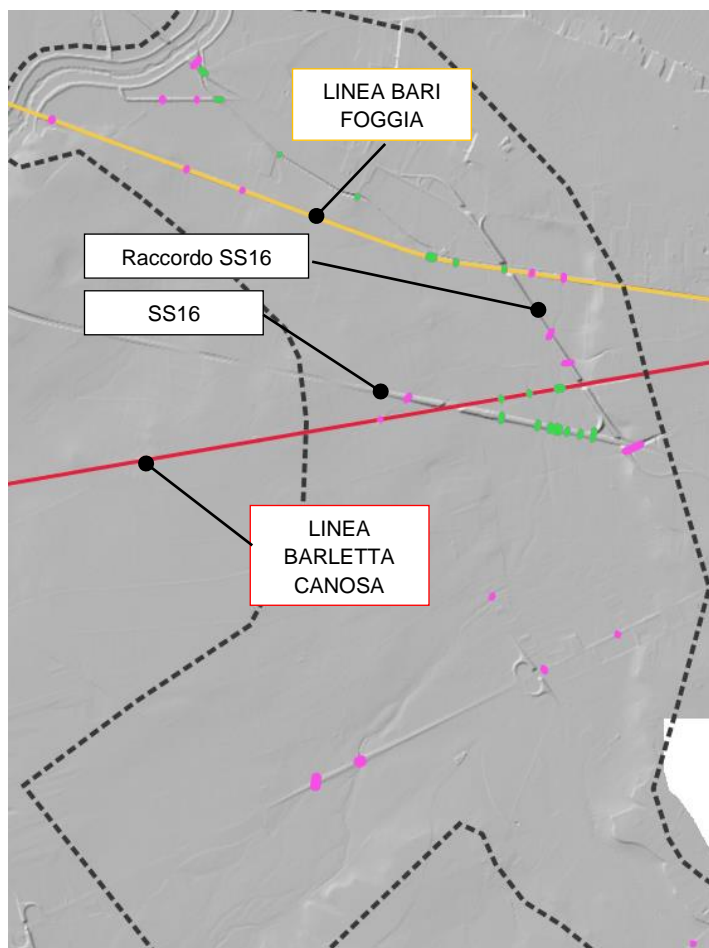 LINEA BARI
FOGGIA
Raccordo SS16
SS16
LINEA
BARLETTA
CANOSA